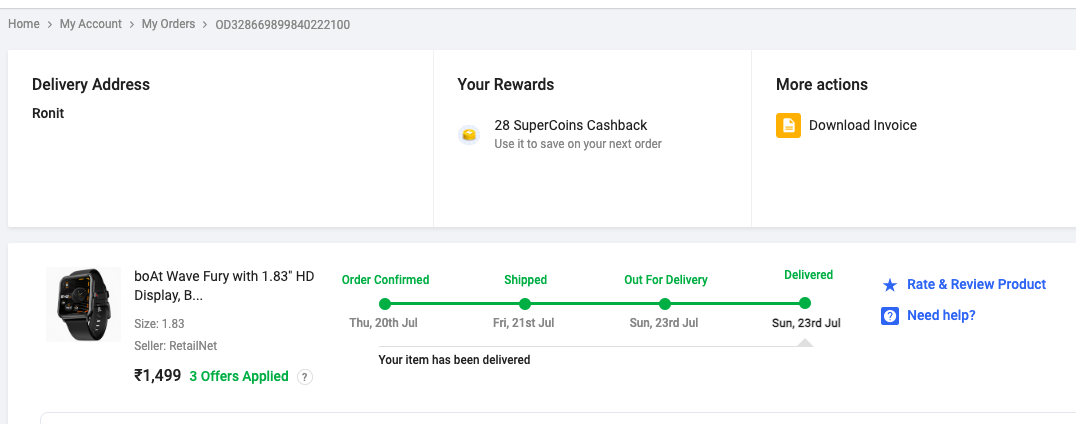 Home > My Account > My Orders > OD328669899840222100
Delivery Address
Ronit
Your Rewards
28 SuperCoins Cashback
Use it to save on your next order
More actions
Download Invoice
boAt Wave Fury with 1.83" HD
Display, B...
Size: 1.83
Seller: RetailNet
₹1,499 3 Offers Applied ?
Order Confirmed
Thu, 20th Jul
Shipped
Fri, 21st Jul
Out For Delivery
Sun, 23rd Jul
Delivered
Sun, 23rd Jul
Your item has been delivered
Rate & Review Product
Need help?